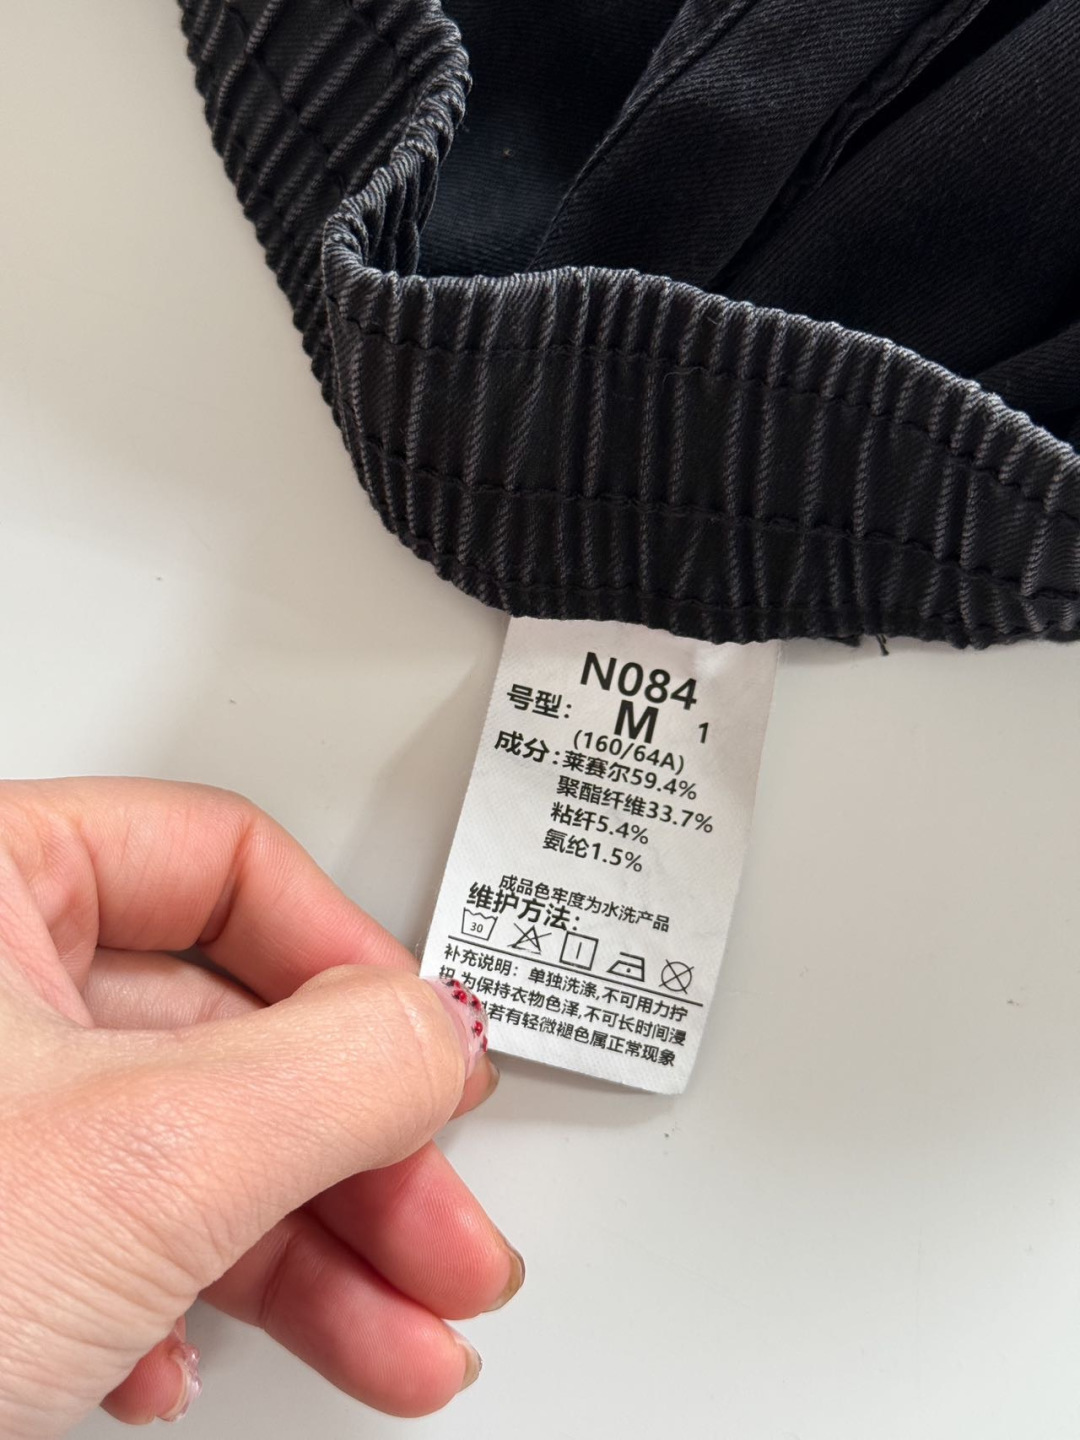 N084
号型: M 1
(160/64A)
成分:莱赛尔59.4%
聚酯纤维33.7%
粘纤5.4%
氨纶1.5%
成品色牢度为水洗产品
维护方法:
30
补充说明: 单独洗涤,不可用力拧
扭,为保持衣物色泽,不可长时间浸
若有轻微褪色属正常现象